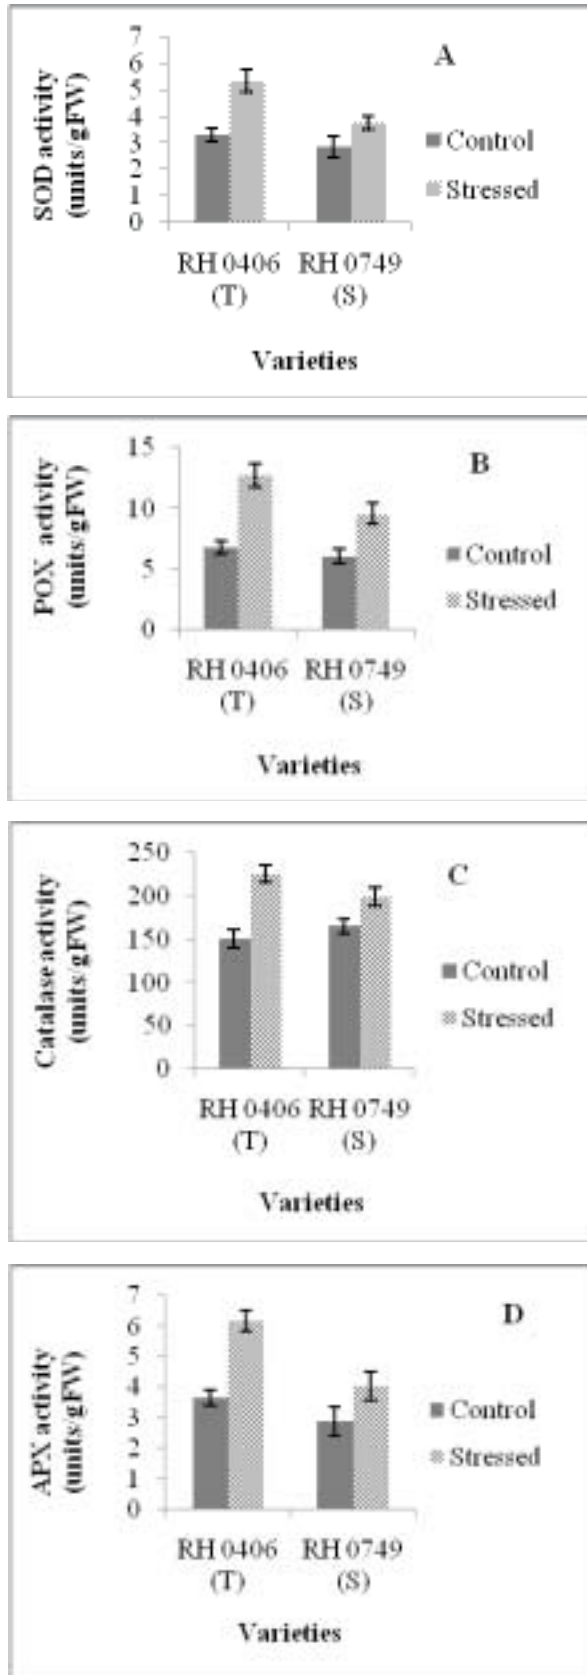 SOD activity
(units/gFW)
7
6
5
4
3
2
1
0
A
Control
Stressed
RH 0406 RH 0749
(T) (S)
Varieties
POX activity
(units/gFW)
15
10
5
0
B
Control
Stressed
RH 0406 RH 0749
(T) (S)
Varieties
Catalase activity
(units/gFW)
250
200
150
100
50
0
C
Control
Stressed
RH 0406 RH 0749
(T) (S)
Varieties
APX activity
(units/gFW)
7
6
5
4
3
2
1
0
D
Control
Stressed
RH 0406 RH 0749
(T) (S)
Varieties